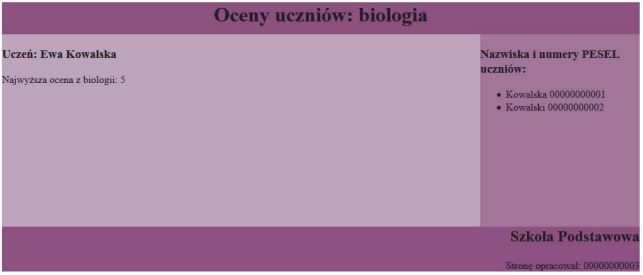 Oceny uczniów: biologia
Uczeń: Ewa Kowalska
Najwyższa ocena z biologii: 5
Nazwiska i numery PESEL
uczniów:
• Kowalska 00000000001
• Kowalski 00000000002
Szkoła Podstawowa
Stronę opracował: 00000000003